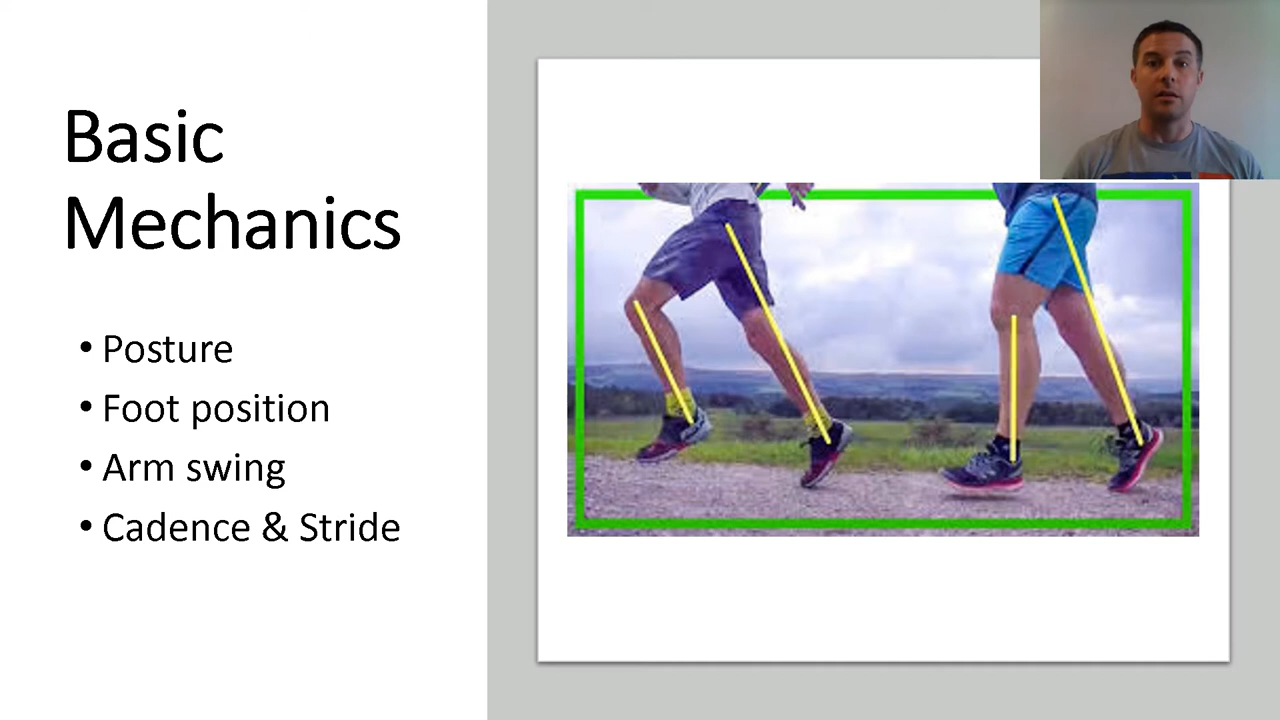 Basic
Mechanics
• Posture
• Foot position
• Arm swing
• Cadence & Stride